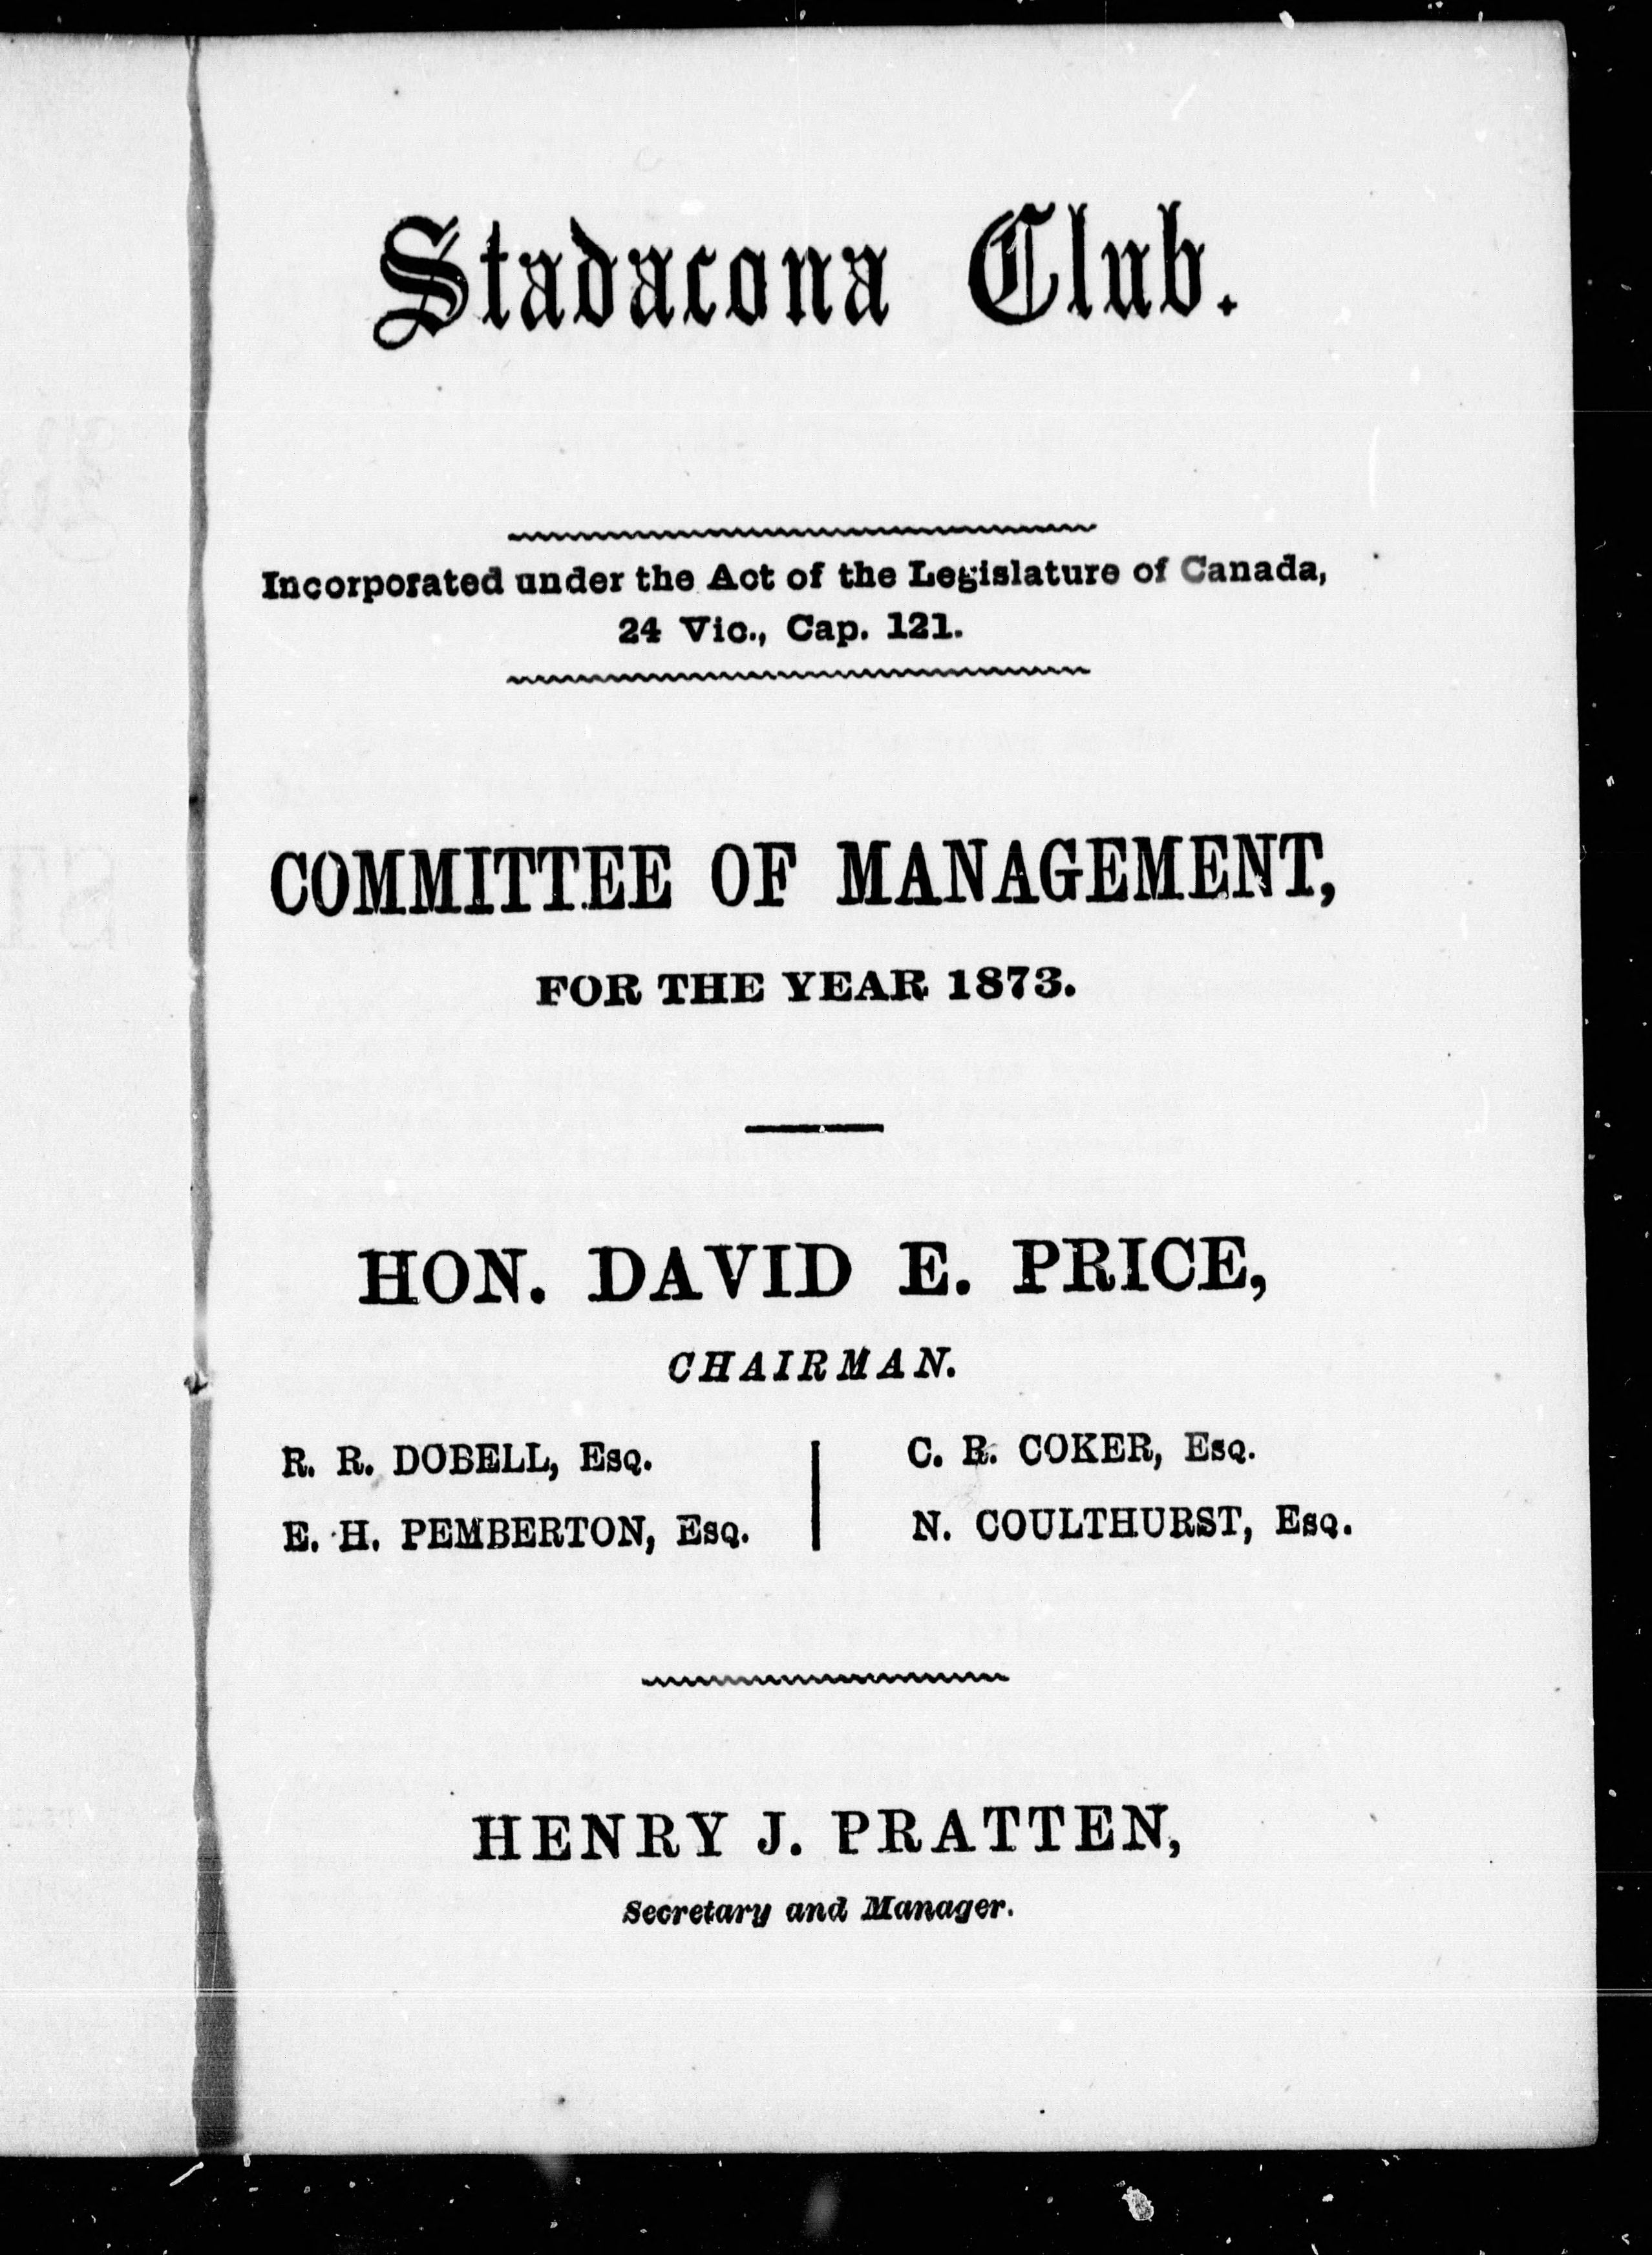 Stadacona Club.
Incorporated under the Act of the Legislature of Canada,
24 Vic., Cap. 121.
COMMITTEE OF MANAGEMENT,
FOR THE YEAR 1873.
HON. DAVID E. PRICE,
CHAIRMAN.
R. R. DOBELL, Esq.
E. H. PEMBERTON, Esq.
C. R. COKER, Esq.
N. COULTHURST, Esq.
HENRY J. PRATTEN,
Secretary and Manager.